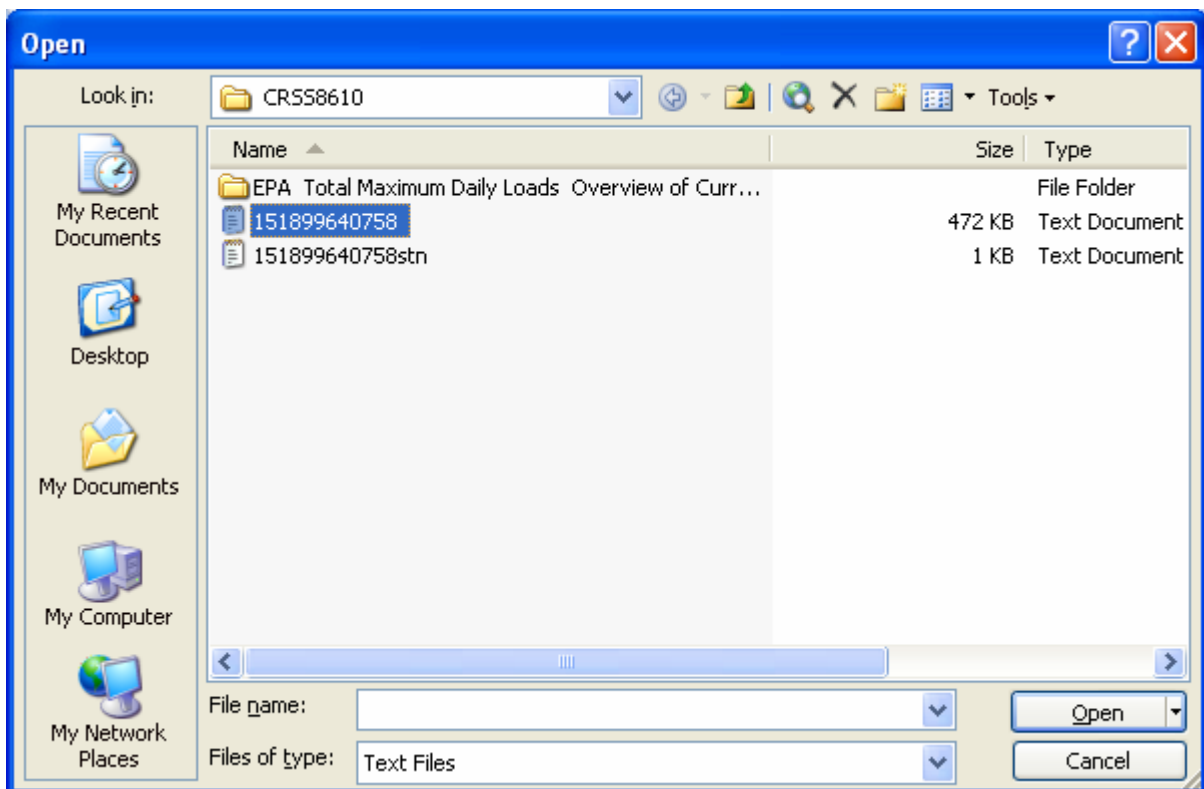 Open
Look in:
CRSS8610
Tools
Name
Size
Type
EPA Total Maximum Daily Loads Overview of Curr...
File Folder
151899640758
472 KB
Text Document
151899640758stn
1 KB
Text Document
My Recent
Documents
Desktop
My Documents
My Computer
My Network
Places
File name:
Open
Files of type:
Text Files
Cancel